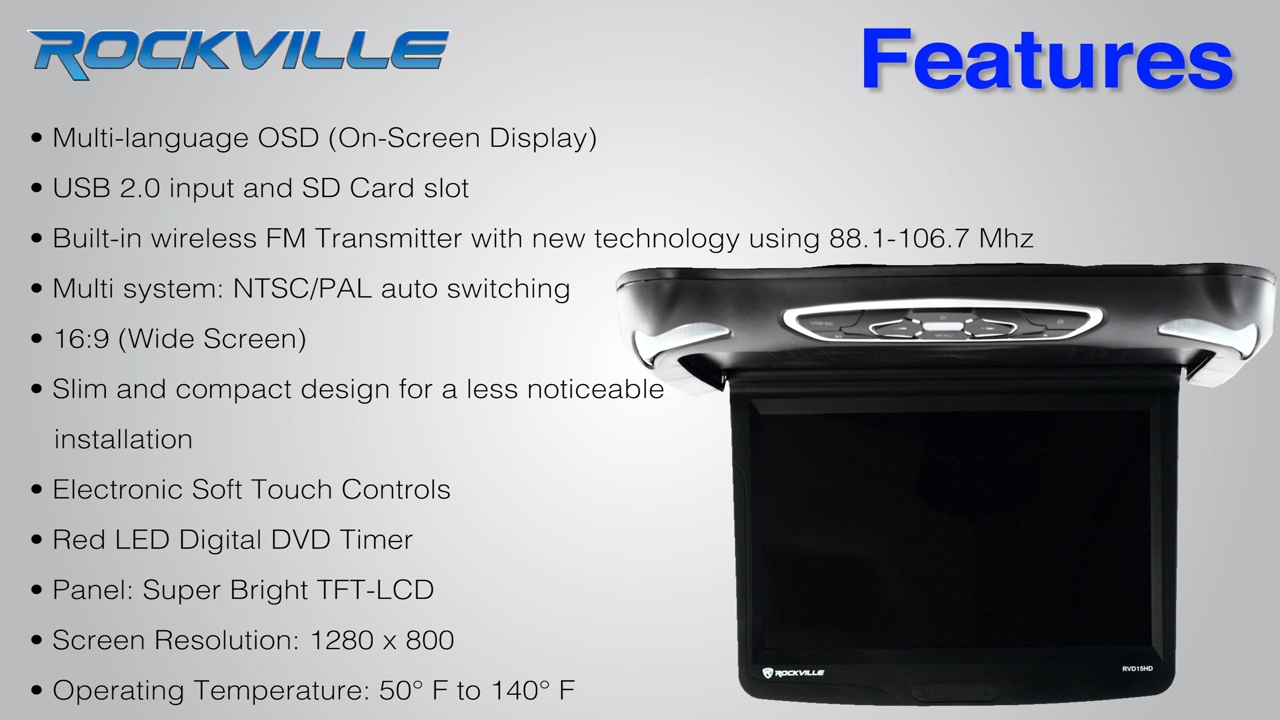 ROCKVILLE
Features
• Multi-language OSD (On-Screen Display)
• USB 2.0 input and SD Card slot
• Built-in wireless FM Transmitter with new technology using 88.1-106.7 Mhz
• Multi system: NTSC/PAL auto switching
• 16:9 (Wide Screen)
• Slim and compact design for a less noticeable
installation
• Electronic Soft Touch Controls
• Red LED Digital DVD Timer
• Panel: Super Bright TFT-LCD
• Screen Resolution: 1280 x 800
• Operating Temperature: 50° F to 140° F
ROCKVILLE
RVD15HD